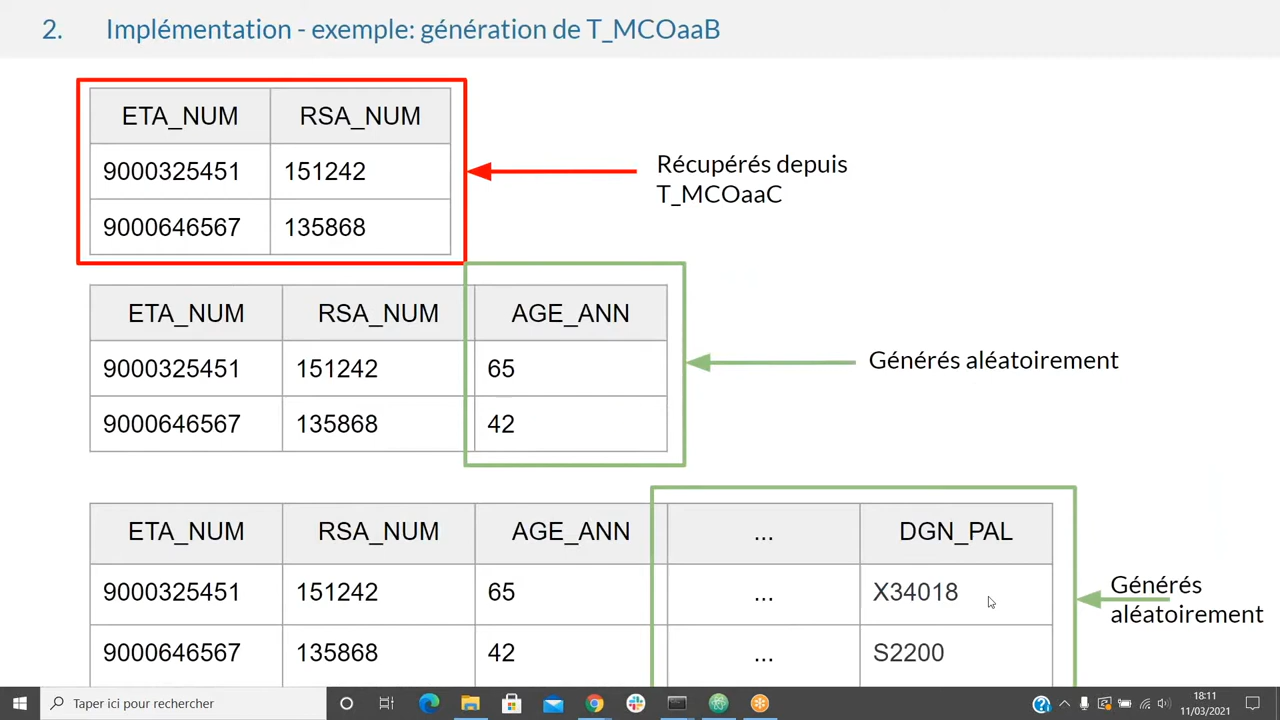 2. Implémentation - exemple: génération de T_MCOaaB
ETA_NUM RSA_NUM
9000325451 151242
9000646567 135868
Récupérés depuis
T_MCOaaC
ETA_NUM RSA_NUM AGE_ANN
9000325451 151242 65
9000646567 135868 42
Générés aléatoirement
ETA_NUM RSA_NUM AGE_ANN ... DGN_PAL
9000325451 151242 65 ... X34018
9000646567 135868 42 ... S2200
Générés
aléatoirement
Taper ici pour rechercher
18:11
11/03/2021